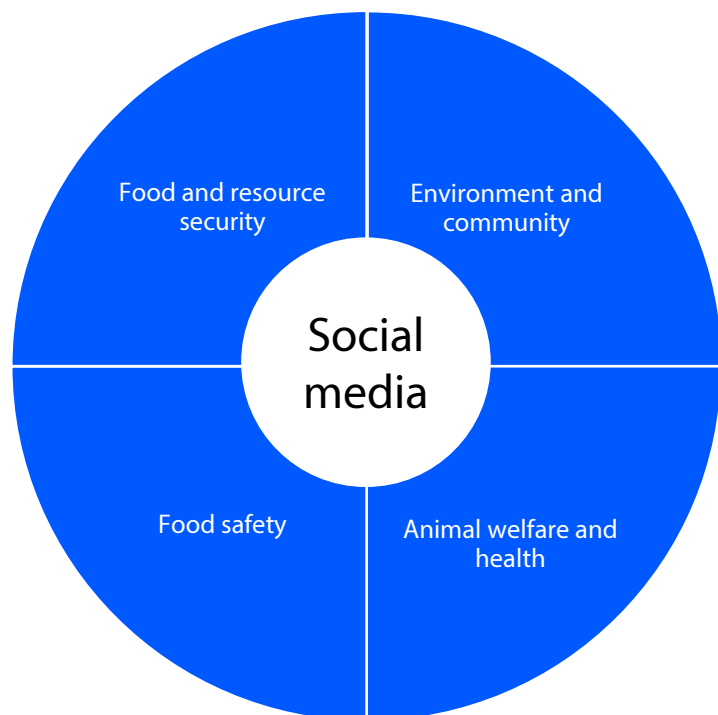 Food and resource
security
Environment and
community
Social
media
Food safety
Animal welfare and
health